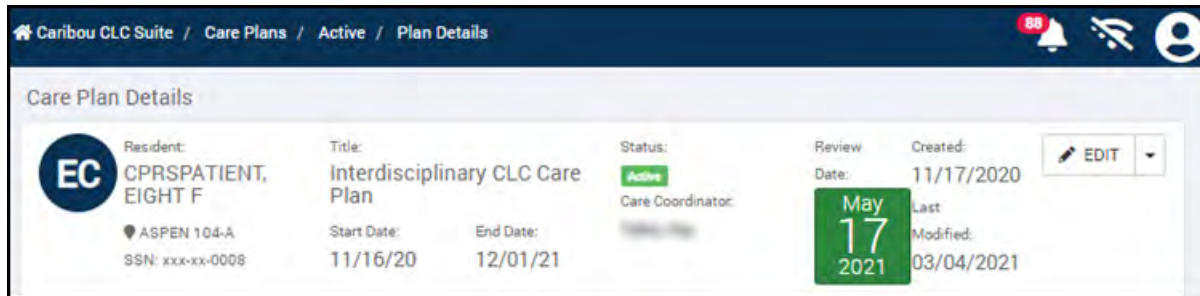 Caribou CLC Suite / Care Plans / Active / Plan Details
88
Care Plan Details
EC
Resident:
CPRSPATIENT,
EIGHT F
ASPEN 104-A
SSN: xxx-xx-0008
Title:
Interdisciplinary CLC Care
Plan
Start Date:
11/16/20
End Date:
12/01/21
Status:
Active
Care Coordinator:
Review
Date:
May
17
2021
Created:
11/17/2020
Last
Modified:
03/04/2021
EDIT